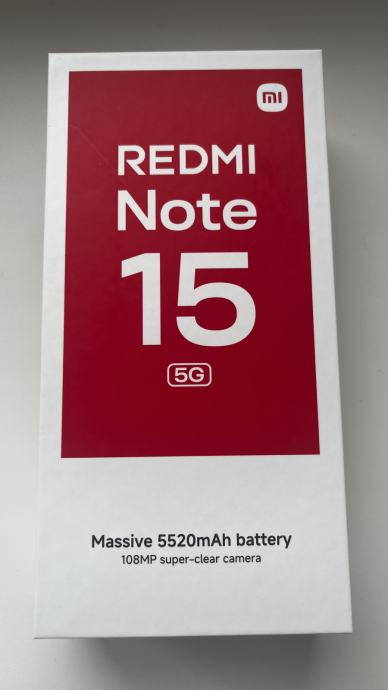 mi
REDMI
Note
15
5G
Massive 5520mAh battery
108MP super-clear camera